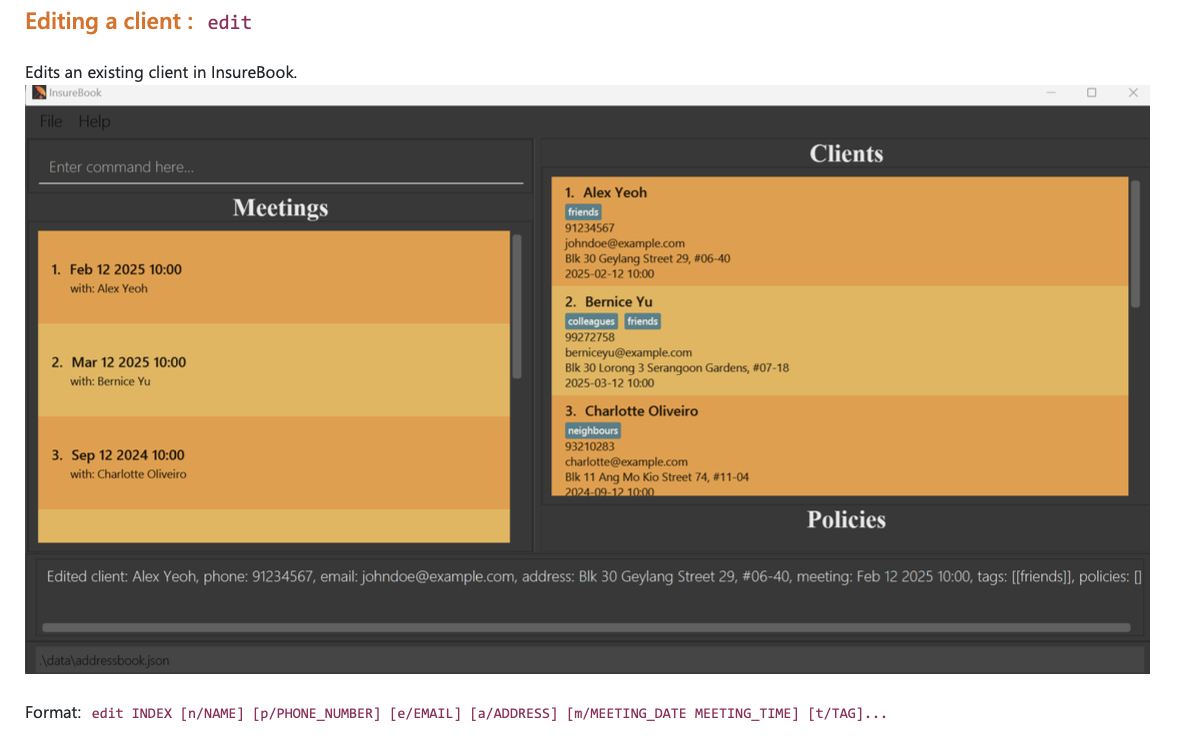 Editing a client : edit
Edits an existing client in InsureBook.
InsureBook
File Help
Enter command here...
Meetings
1. Feb 12 2025 10:00
with: Alex Yeoh
2. Mar 12 2025 10:00
with: Bernice Yu
3. Sep 12 2024 10:00
with: Charlotte Oliveiro
Clients
1. Alex Yeoh
friends
91234567
johndoe@example.com
Blk 30 Geylang Street 29, #06-40
2025-02-12 10:00
2. Bernice Yu
colleagues friends
99272758
berniceyu@example.com
Blk 30 Lorong 3 Serangoon Gardens, #07-18
2025-03-12 10:00
3. Charlotte Oliveiro
neighbours
93210283
charlotte@example.com
Blk 11 Ang Mo Kio Street 74, #11-04
2024-09-12 10:00
Policies
Edited client: Alex Yeoh, phone: 91234567, email: johndoe@example.com, address: Blk 30 Geylang Street 29, #06-40, meeting: Feb 12 2025 10:00, tags: [[friends]], policies: []
.\data\addressbook.json
Format: edit INDEX [n/NAME] [p/PHONE_NUMBER] [e/EMAIL] [a/ADDRESS] [m/MEETING_DATE MEETING_TIME] [t/TAG]...